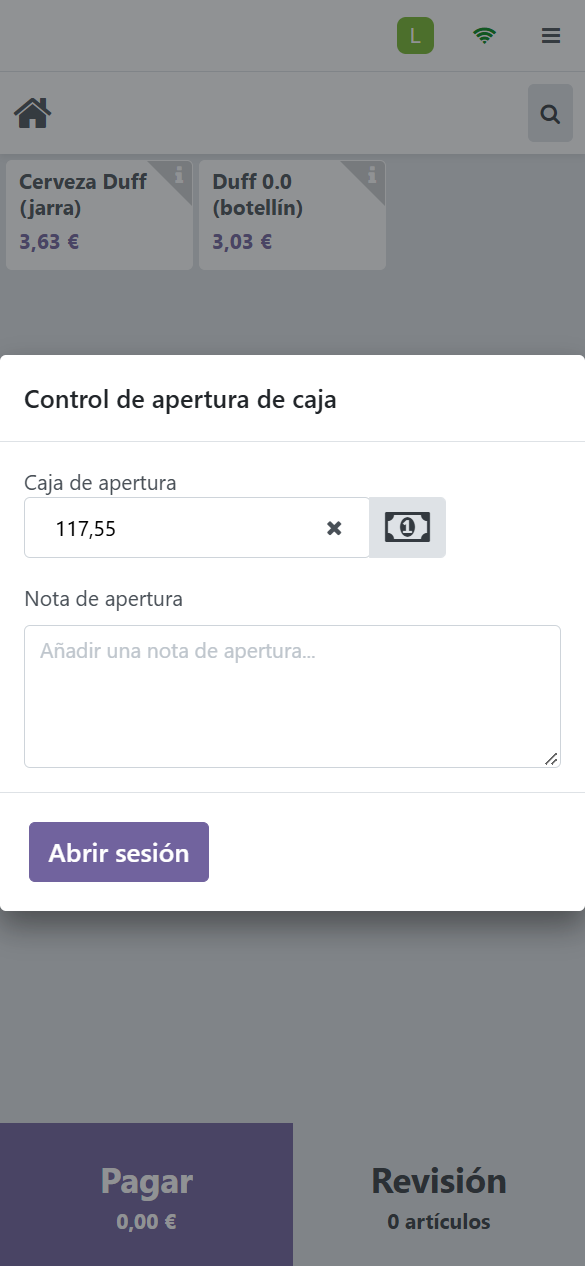 L
Cerveza Duff
(jarra)
3,63 €
Duff 0.0
(botellín)
3,03 €
Control de apertura de caja
Caja de apertura
117,55
Nota de apertura
Añadir una nota de apertura...
Abrir sesión
Pagar
0,00 €
Revisión
0 artículos